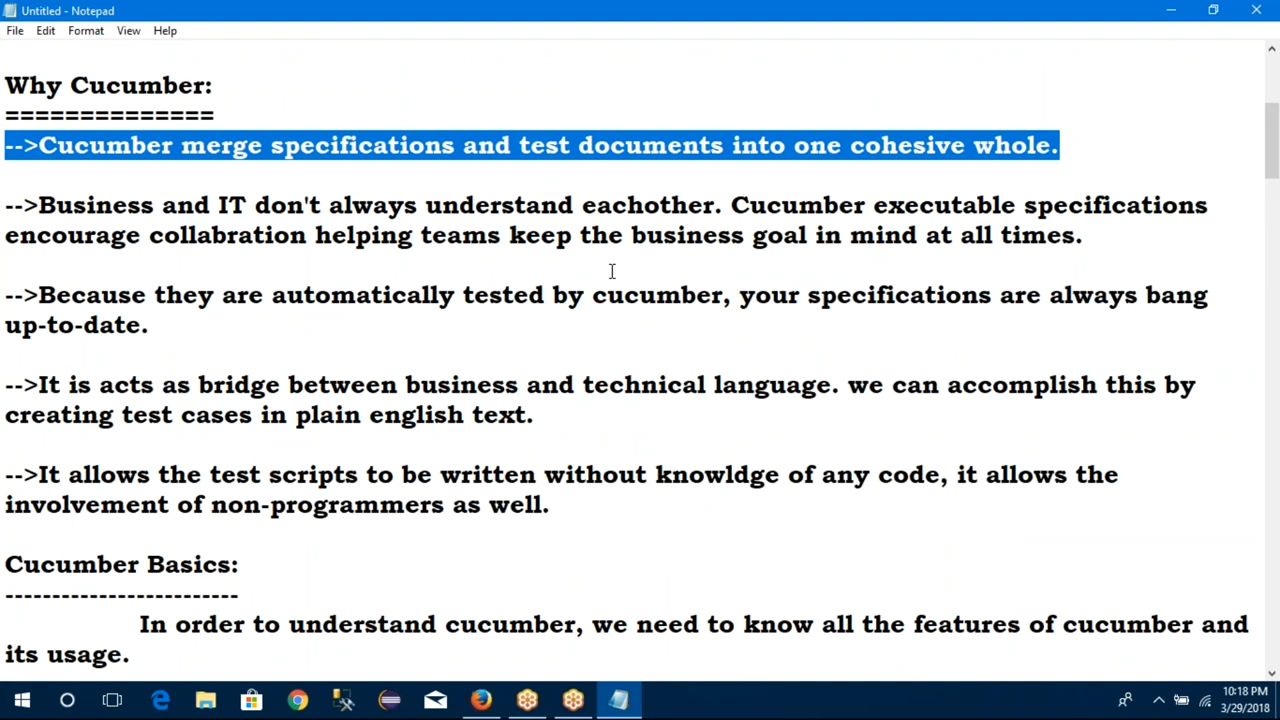 Untitled - Notepad
File Edit Format View Help
Why Cucumber:
==============
-->Cucumber merge specifications and test documents into one cohesive whole.
-->Business and IT don't always understand eachother. Cucumber executable specifications
encourage collabration helping teams keep the business goal in mind at all times.
-->Because they are automatically tested by cucumber, your specifications are always bang
up-to-date.
-->It is acts as bridge between business and technical language. we can accomplish this by
creating test cases in plain english text.
-->It allows the test scripts to be written without knowldge of any code, it allows the
involvement of non-programmers as well.
Cucumber Basics:
-------------------------
In order to understand cucumber, we need to know all the features of cucumber and
its usage.
10:18 PM
3/29/2018